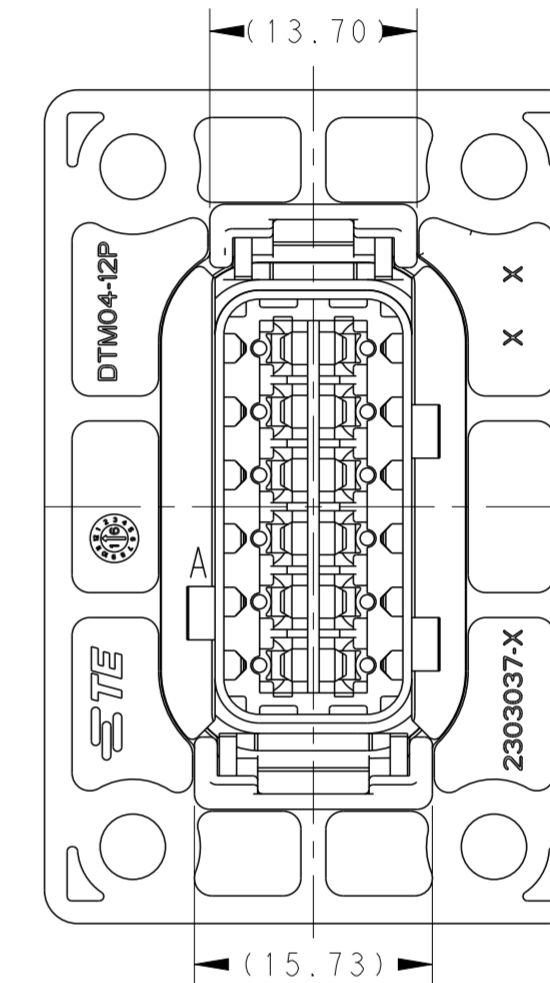 (13.70)
DTM04-12P
X
X
A
TE
2303037-X
(15.73)